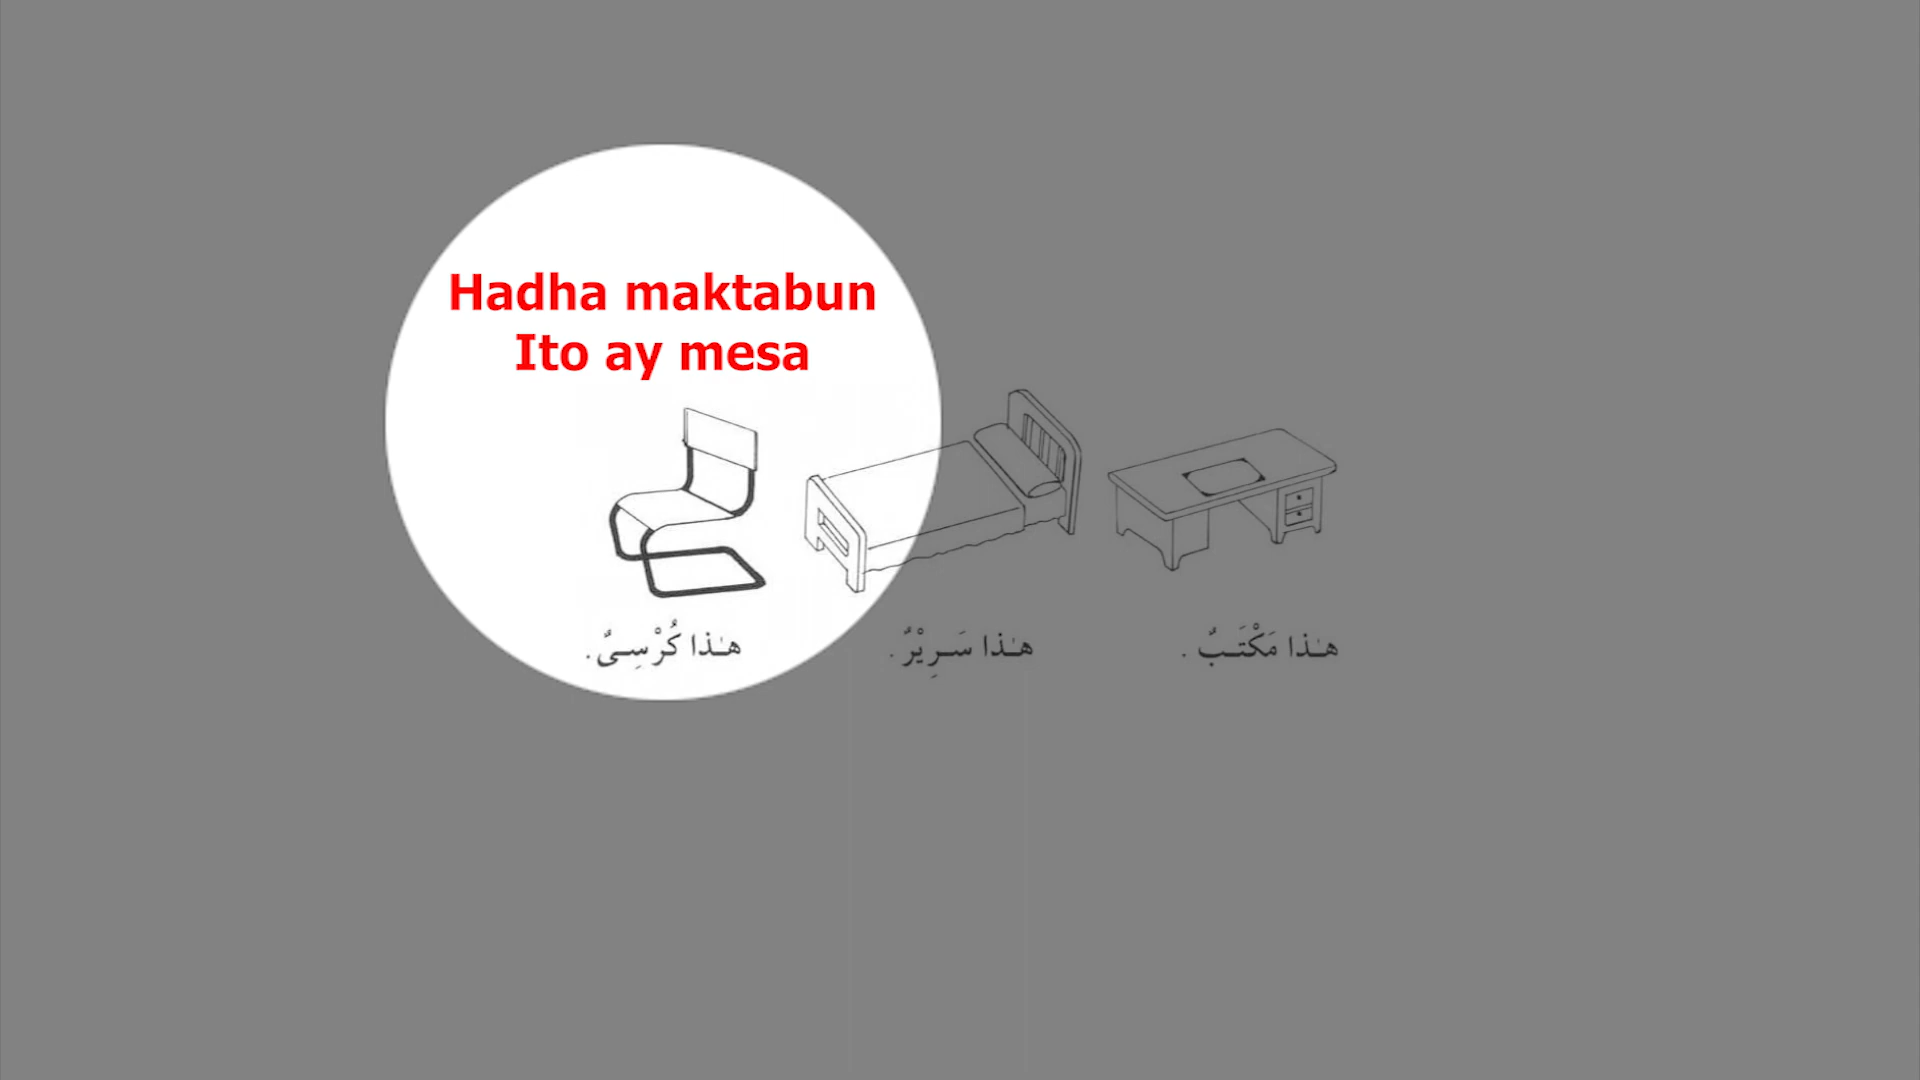 Hadha maktabun
Ito ay mesa
هٰذا مَكْتَبٌ .
هٰذا سَرِيْرٌ .
هٰذا كُرْسِىٌّ .